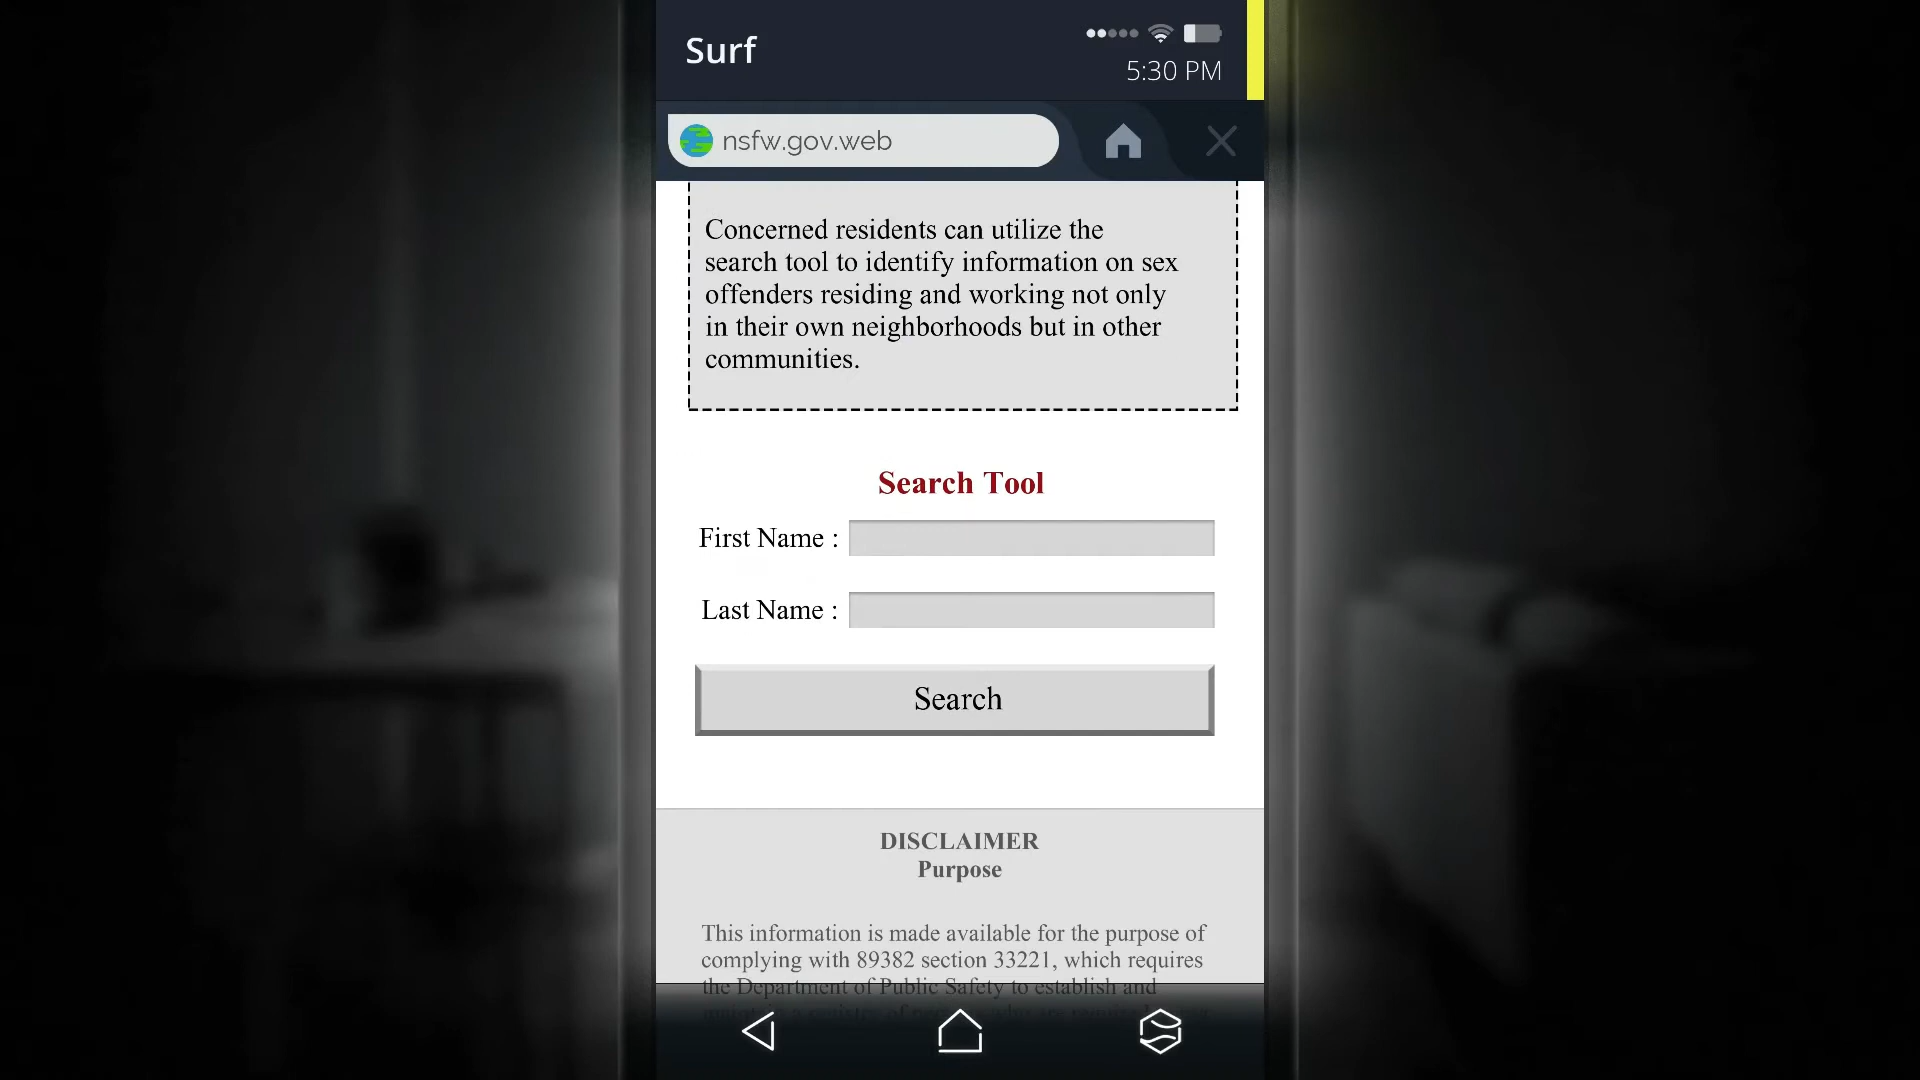 Surf
5:30 PM
nsfw.gov.web
Concerned residents can utilize the
search tool to identify information on sex
offenders residing and working not only
in their own neighborhoods but in other
communities.
Search Tool
First Name :
Last Name :
Search
DISCLAIMER
Purpose
This information is made available for the purpose of
complying with 89382 section 33221, which requires
the Department of Public Safety to establish and